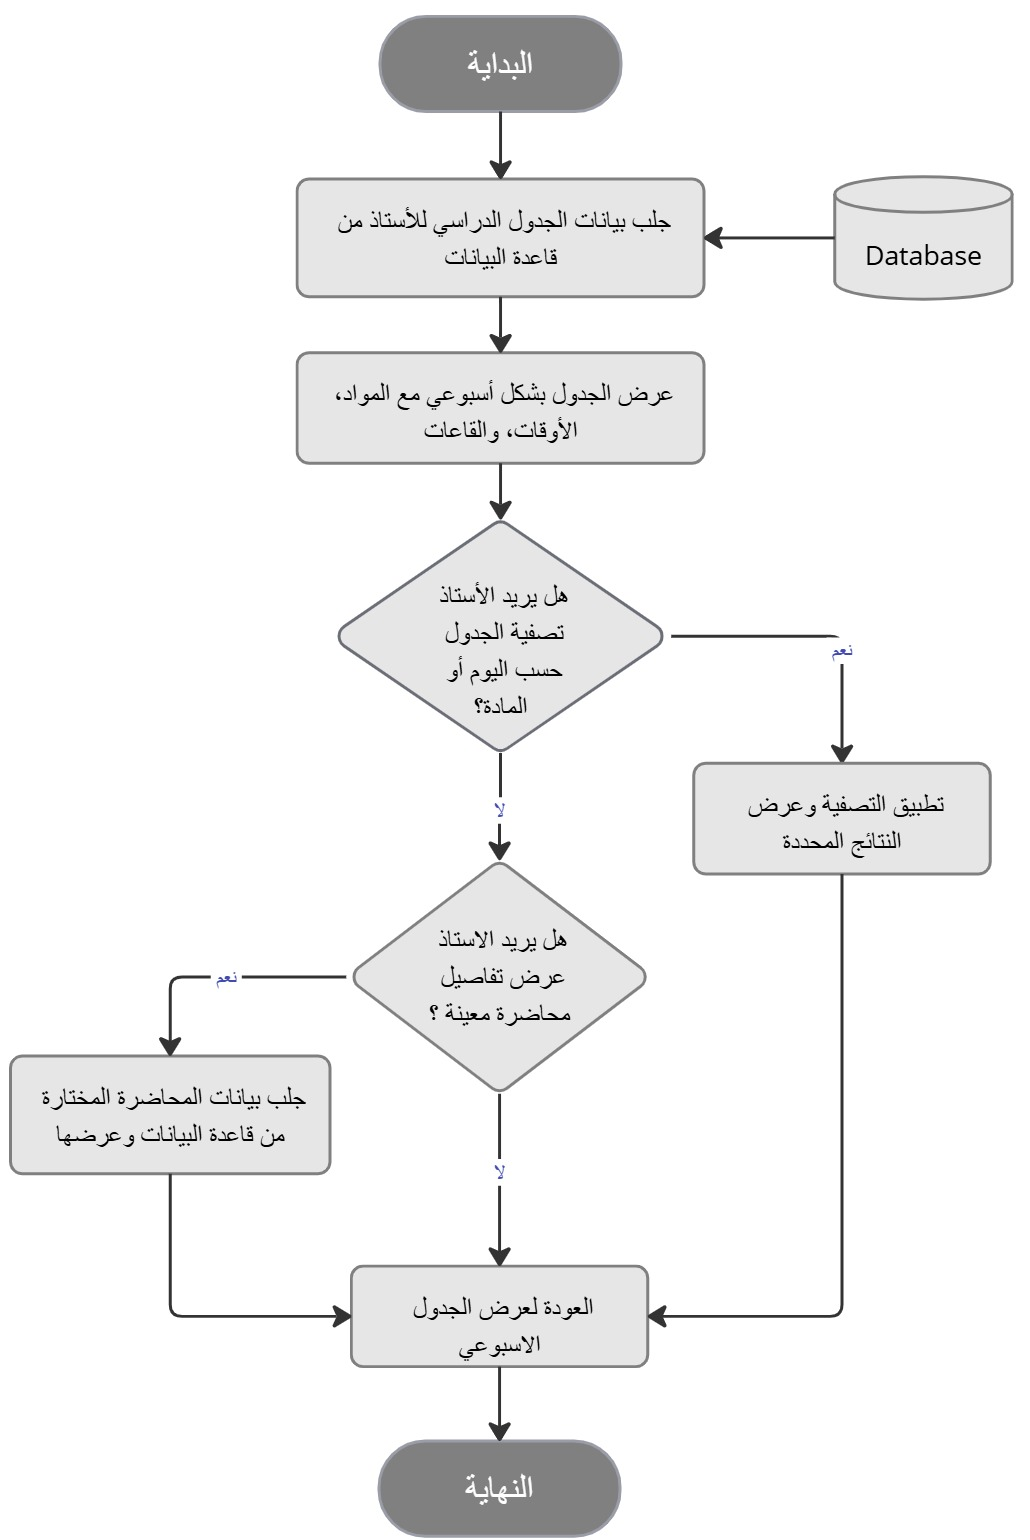 البداية
جلب بيانات الجدول الدراسي للأستاذ من
قاعدة البيانات
Database
عرض الجدول بشكل أسبوعي مع المواد،
الأوقات، والقاعات
هل يريد الأستاذ
تصفية الجدول
حسب اليوم أو
المادة؟
نعم
لا
تطبيق التصفية وعرض
النتائج المحددة
هل يريد الاستاذ
عرض تفاصيل
محاضرة معينة ؟
نعم
لا
جلب بيانات المحاضرة المختارة
من قاعدة البيانات وعرضها
العودة لعرض الجدول
الاسبوعي
النهاية